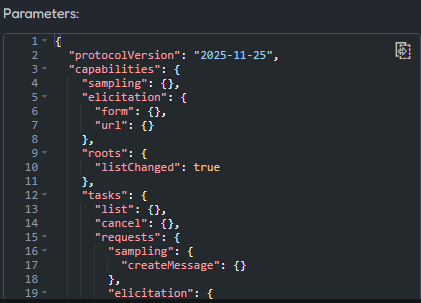 Parameters:
1 {
2 "protocolVersion": "2025-11-25",
3 "capabilities": {
4 "sampling": {},
5 "elicitation": {
6 "form": {},
7 "url": {}
8 },
9 "roots": {
10 "listChanged": true
11 },
12 "tasks": {
13 "list": {},
14 "cancel": {},
15 "requests": {
16 "sampling": {
17 "createMessage": {}
18 },
19 "elicitation": {